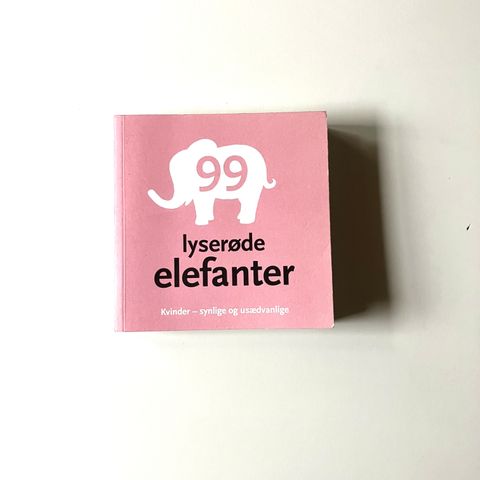 99
lyserøde
elefanter
Kvinder – synlige og usædvanlige